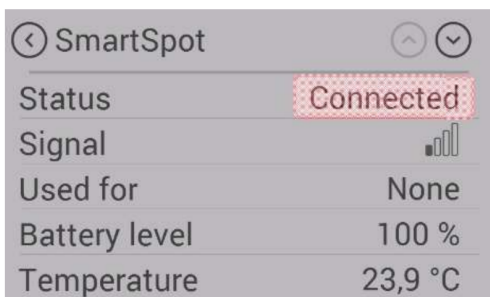 SmartSpot
Status Connected
Signal
Used for None
Battery level 100 %
Temperature 23,9 °C